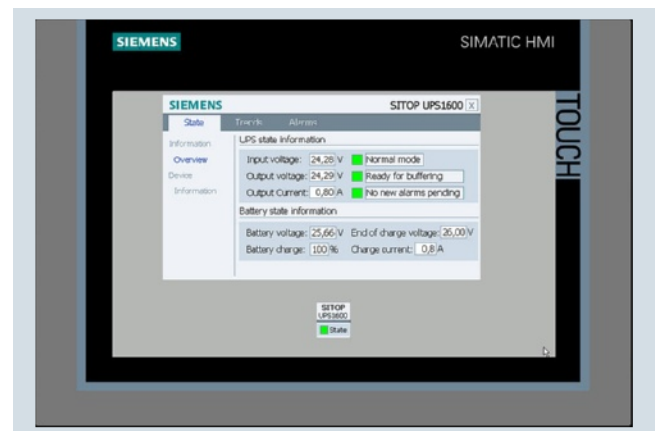 SIEMENS SIMATIC HMI
TOUCH
SIEMENS SITOP UPS1600 X
State Trends Alarms
Information
Overview
Device
Information
UPS state information
Input voltage: 24,28 V Normal mode
Output voltage: 24,29 V Ready for buffering
Output Current: 0,80 A No new alarms pending
Battery state information
Battery voltage: 25,66 V End of charge voltage: 26,00 V
Battery charge: 100 % Charge current: 0,8 A
SITOP
UPS1600
State